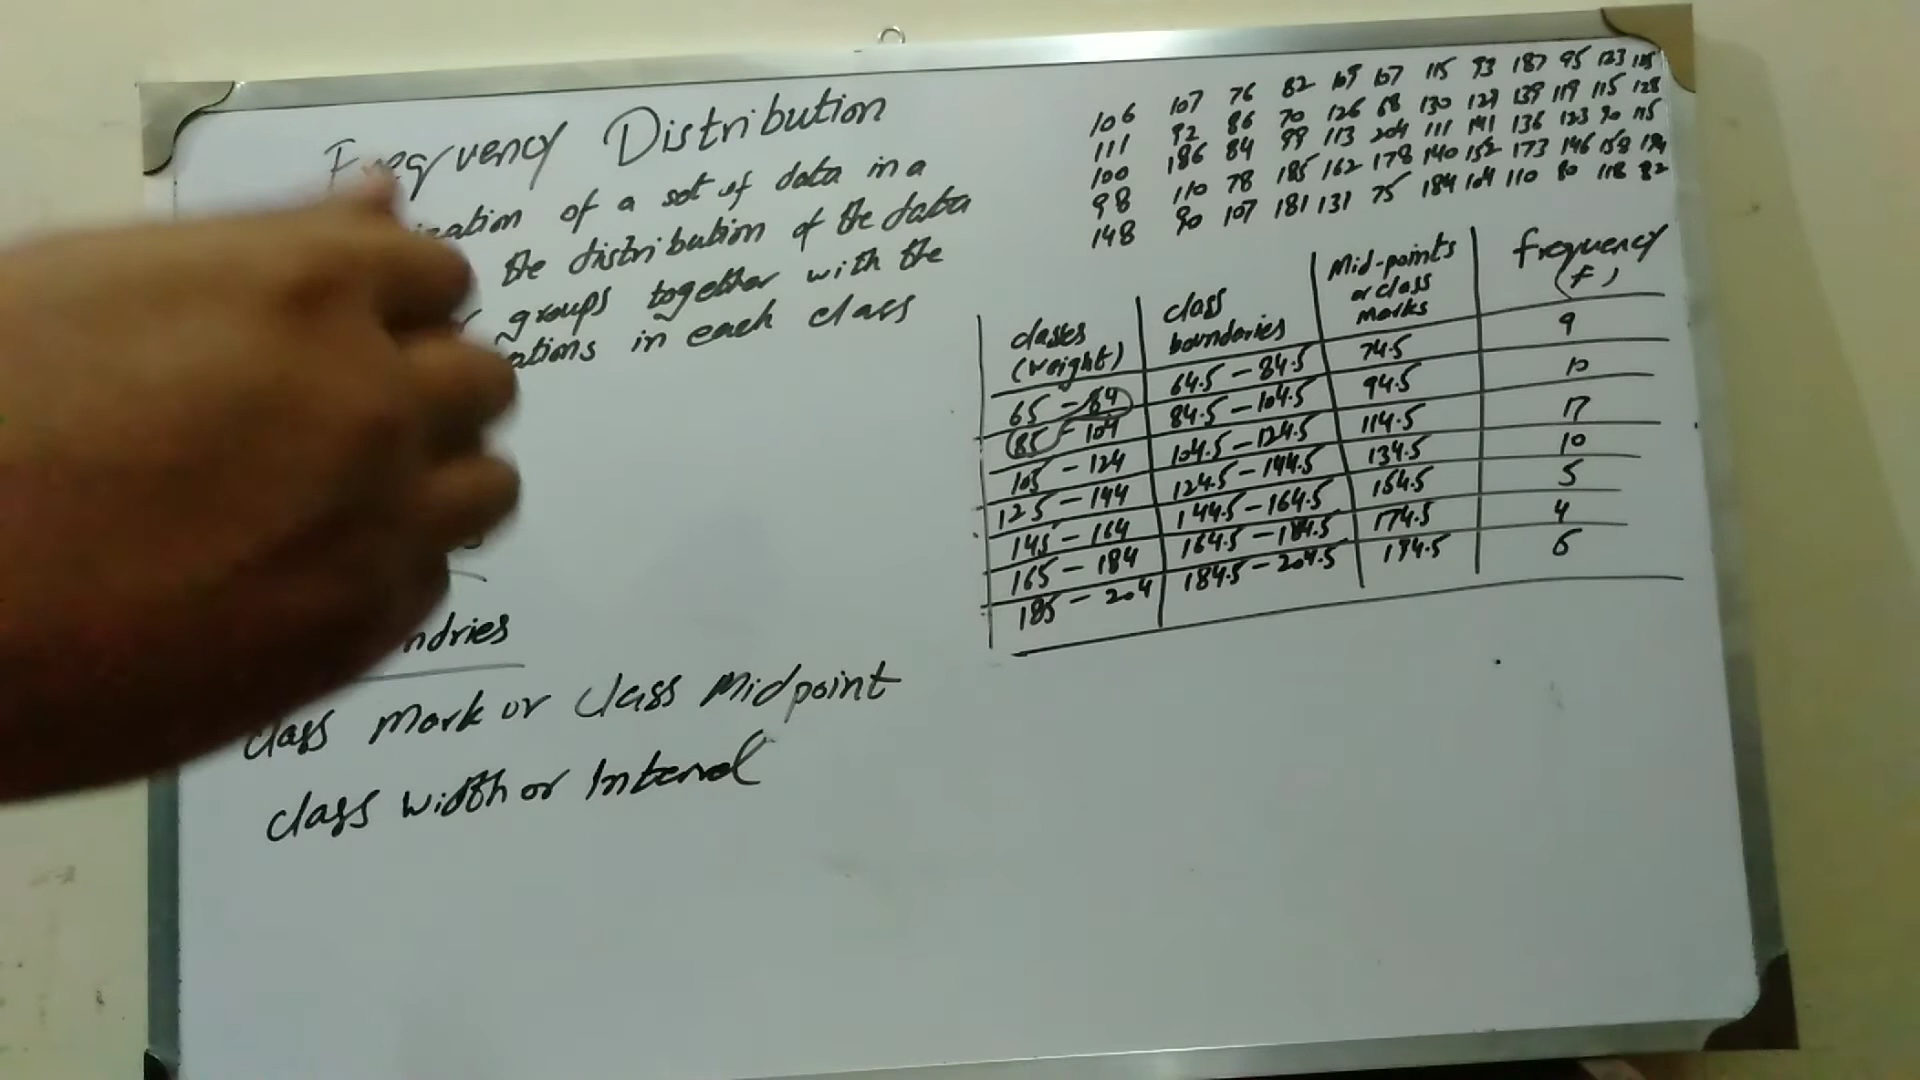 Freqruency Distribution
ization of a set of data in a
the distribution of the data
groups together with the
ations in each class
ndries
class Mark or Class Midpoint
class width or Interval
106 107 76 82 109 107 115 93 187 95 123 125
111 92 86 70 126 68 130 129 139 119 115 128
100 186 84 99 113 204 111 141 136 123 90 115
98 110 78 185 162 178 140 152 173 146 158 194
148 90 107 181 131 75 184 104 110 80 118 82
classes (weight) class boundaries Mid-points or class marks frequency (f)
65 - 84 64.5 - 84.5 74.5 9
85 - 104 84.5 - 104.5 94.5 10
105 - 124 104.5 - 124.5 114.5 17
125 - 144 124.5 - 144.5 134.5 10
145 - 164 144.5 - 164.5 154.5 5
165 - 184 164.5 - 184.5 174.5 4
185 - 204 184.5 - 204.5 194.5 5